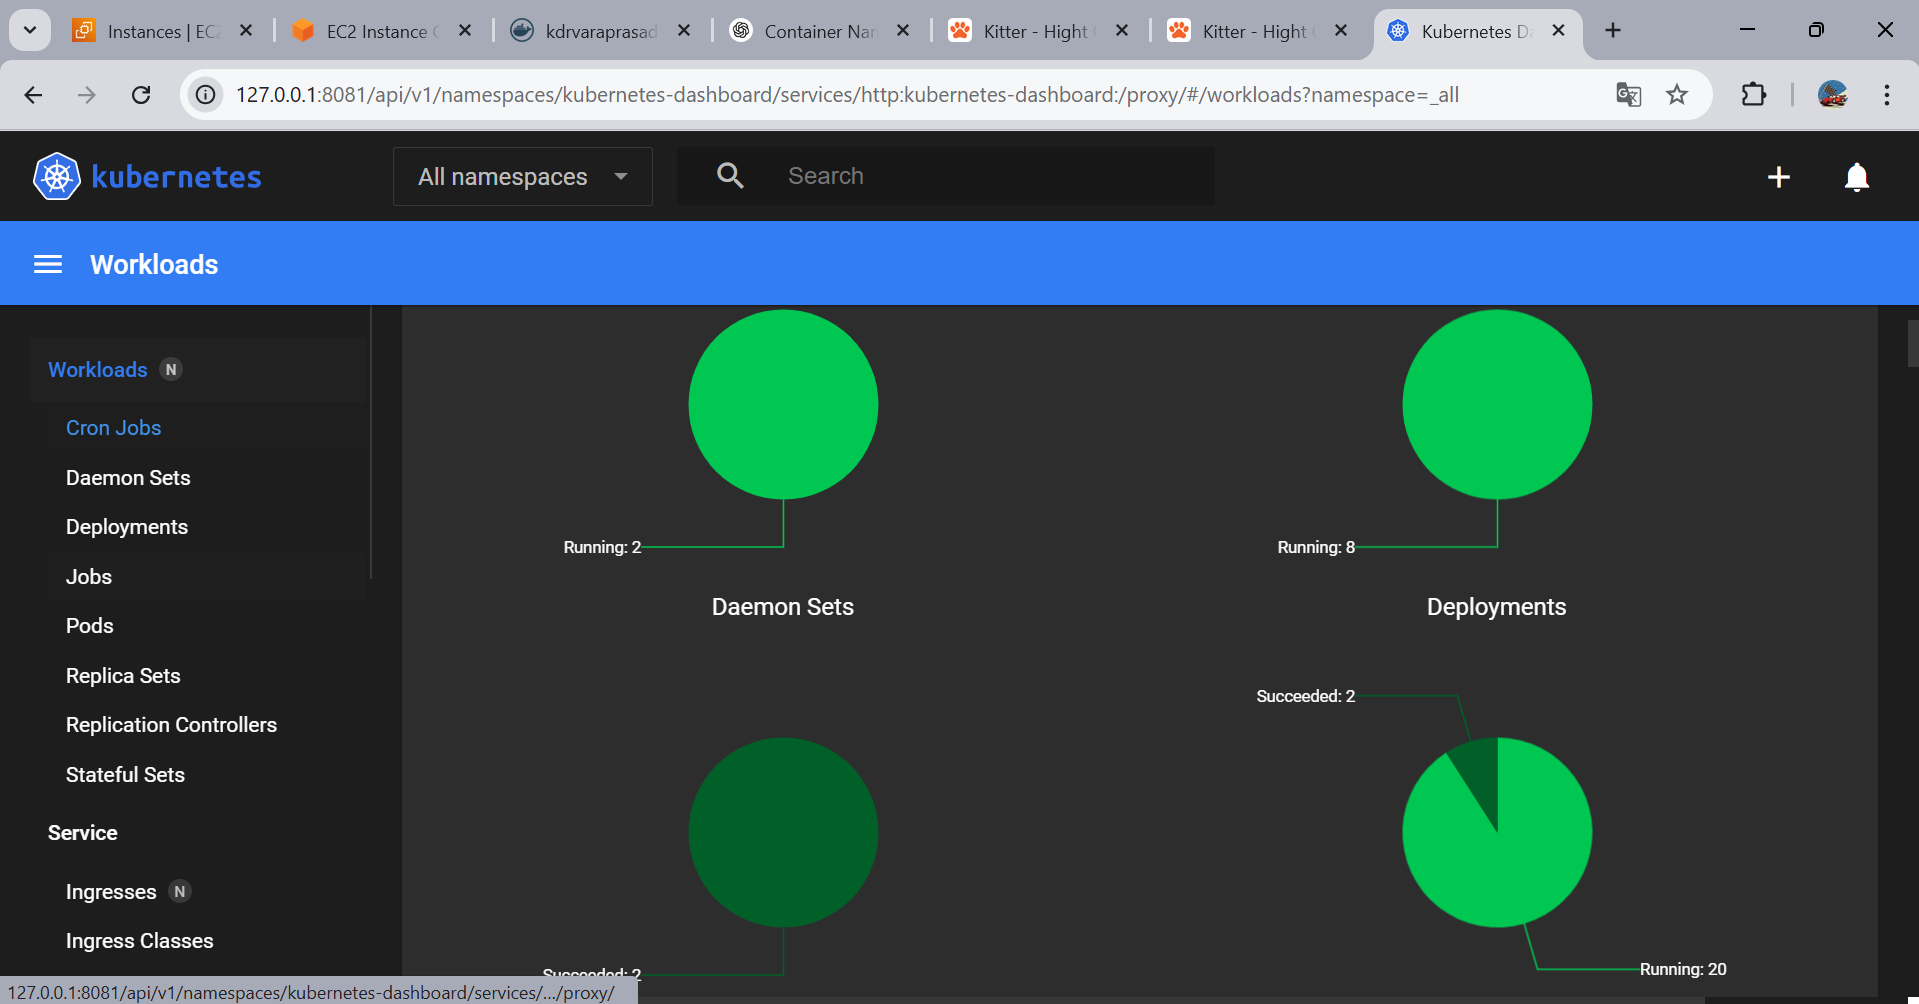 Instances | EC2
EC2 Instance
kdrvaraprasad
Container Nam
Kitter - Hight
Kitter - Hight
Kubernetes Da
127.0.0.1:8081/api/v1/namespaces/kubernetes-dashboard/services/http:kubernetes-dashboard:/proxy/#/workloads?namespace=_all
kubernetes
All namespaces
Search
Workloads
Workloads N
Cron Jobs
Daemon Sets
Deployments
Jobs
Pods
Replica Sets
Replication Controllers
Stateful Sets
Service
Ingresses N
Ingress Classes
Running: 2
Daemon Sets
Running: 8
Deployments
Succeeded: 2
Succeeded: 2
Running: 20
127.0.0.1:8081/api/v1/namespaces/kubernetes-dashboard/services/.../proxy/